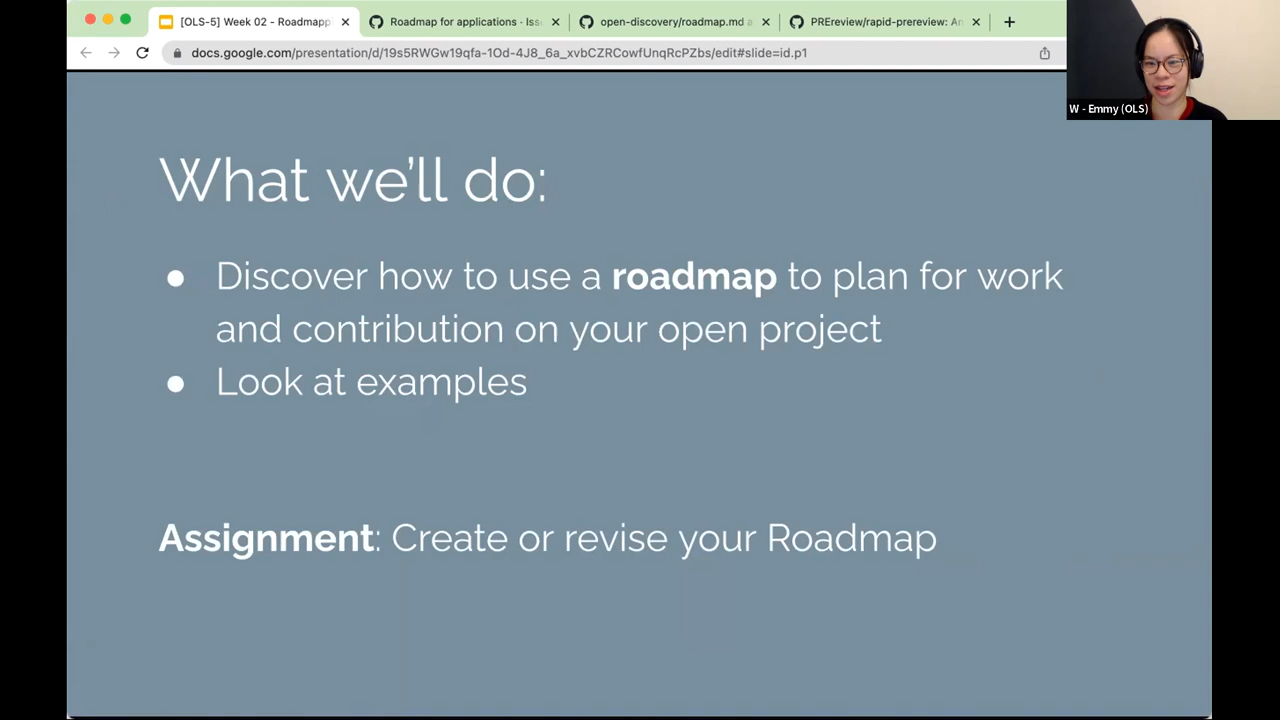 [OLS-5] Week 02 - Roadmapp
Roadmap for applications · Iss
open-discovery/roadmap.md a
PREreview/rapid-prereview: An
docs.google.com/presentation/d/19s5RWGw19qfa-1Od-4J8_6a_xvbCZRCowfUnqRcPZbs/edit#slide=id.p1
W - Emmy (OLS)
What we'll do:
● Discover how to use a roadmap to plan for work
and contribution on your open project
● Look at examples
Assignment: Create or revise your Roadmap